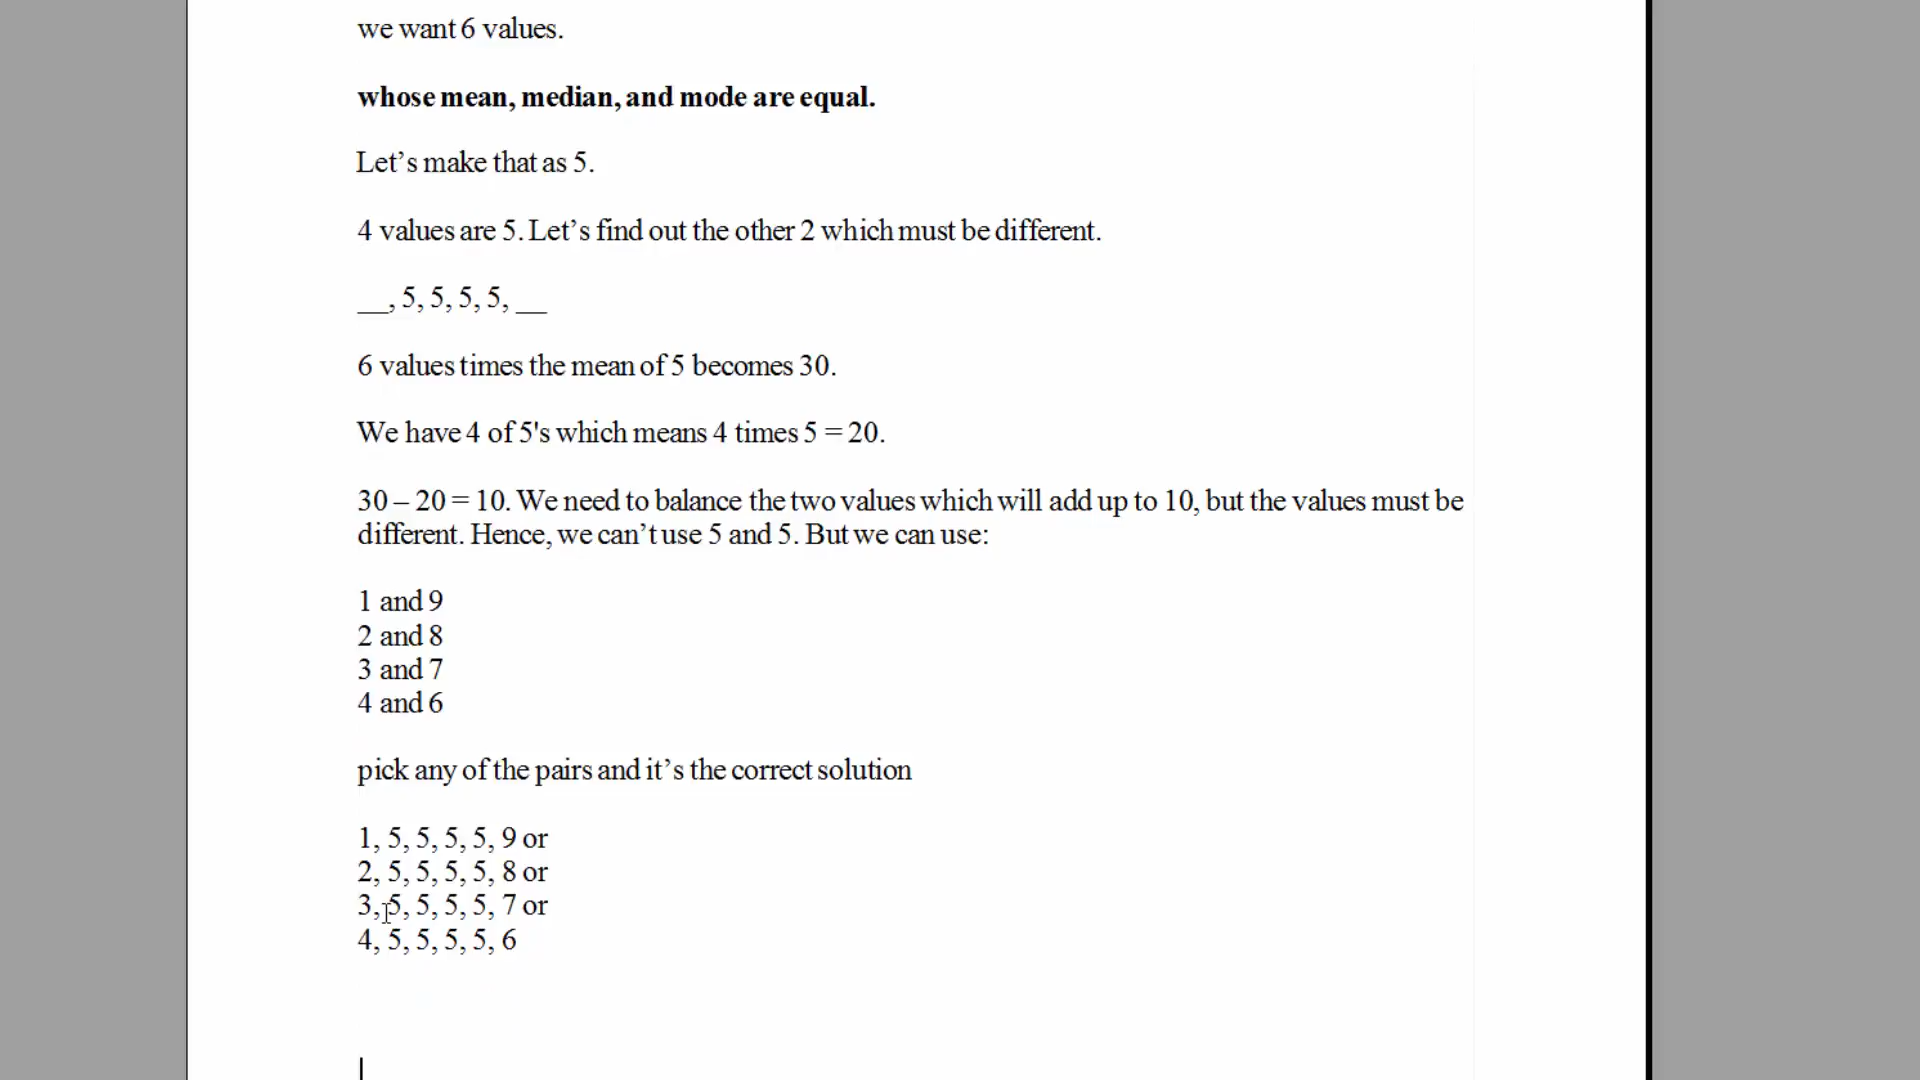 we want 6 values.
whose mean, median, and mode are equal.
Let’s make that as 5.
4 values are 5. Let’s find out the other 2 which must be different.
__, 5, 5, 5, 5, __
6 values times the mean of 5 becomes 30.
We have 4 of 5's which means 4 times 5 = 20.
30 – 20 = 10. We need to balance the two values which will add up to 10, but the values must be
different. Hence, we can’t use 5 and 5. But we can use:
1 and 9
2 and 8
3 and 7
4 and 6
pick any of the pairs and it’s the correct solution
1, 5, 5, 5, 5, 9 or
2, 5, 5, 5, 5, 8 or
3, 5, 5, 5, 5, 7 or
4, 5, 5, 5, 5, 6